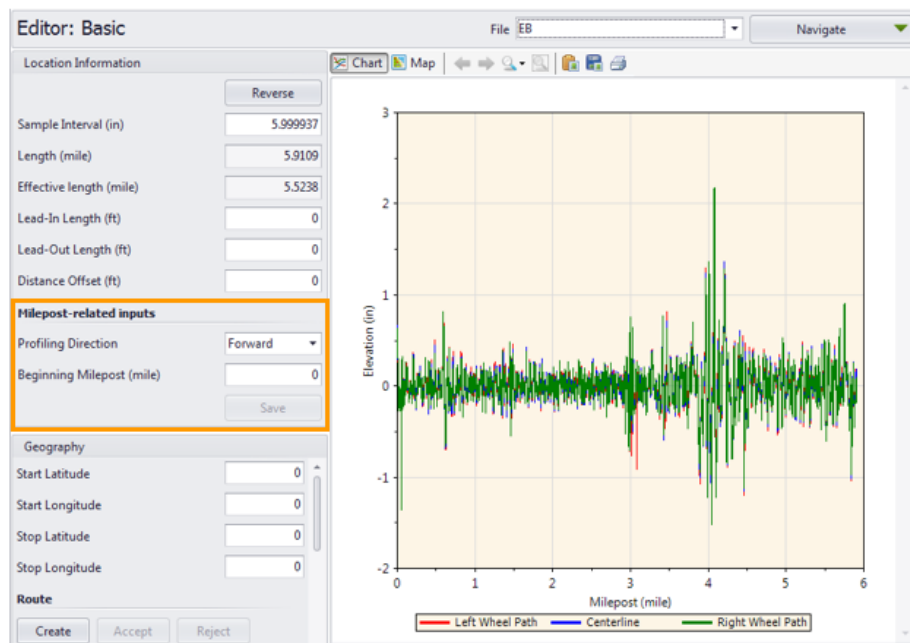 Editor: Basic
File EB
Navigate
Location Information
Chart Map
Reverse
Sample Interval (in) 5.999937
Length (mile) 5.9109
Effective length (mile) 5.5238
Lead-In Length (ft) 0
Lead-Out Length (ft) 0
Distance Offset (ft) 0
Milepost-related inputs
Profiling Direction Forward
Beginning Milepost (mile) 0
Save
Geography
Start Latitude 0
Start Longitude 0
Stop Latitude 0
Stop Longitude 0
Route
Create Accept Reject
3
2
1
0
-1
-2
Elevation (in)
0 1 2 3 4 5 6
Milepost (mile)
Left Wheel Path Centerline Right Wheel Path